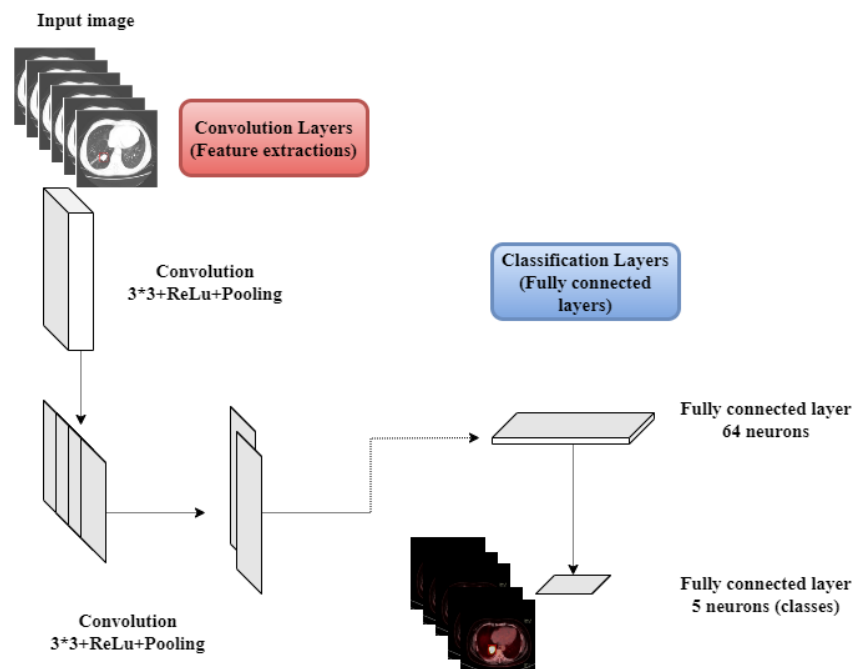 Input image
Convolution Layers
(Feature extractions)
Convolution
3*3+ReLu+Pooling
Classification Layers
(Fully connected
layers)
Fully connected layer
64 neurons
Convolution
3*3+ReLu+Pooling
Fully connected layer
5 neurons (classes)